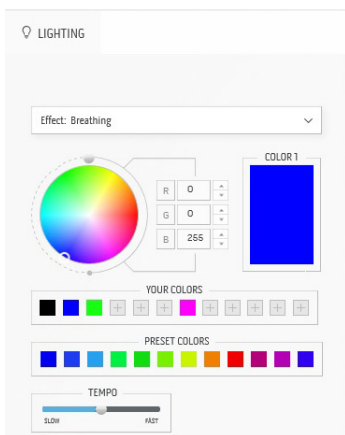 LIGHTING
Effect: Breathing
COLOR 1
R 0
G 0
B 255
YOUR COLORS
PRESET COLORS
TEMPO
SLOW FAST